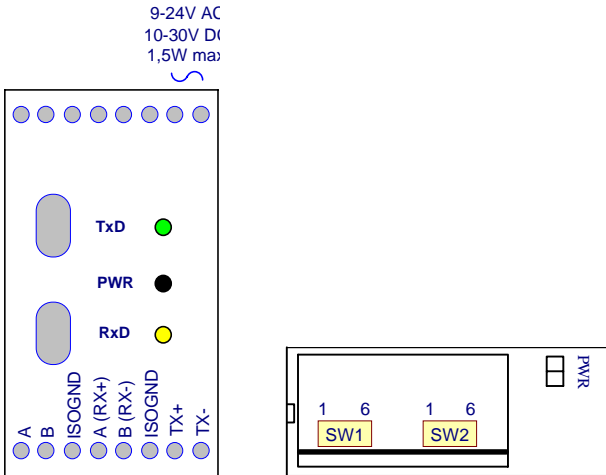 9-24V AC
10-30V D
1,5W max
TxD
PWR
RxD
A
B
ISOGND
A (RX+)
B (RX-)
ISOGND
TX+
TX-
PWR
1 6 1 6
SW1 SW2